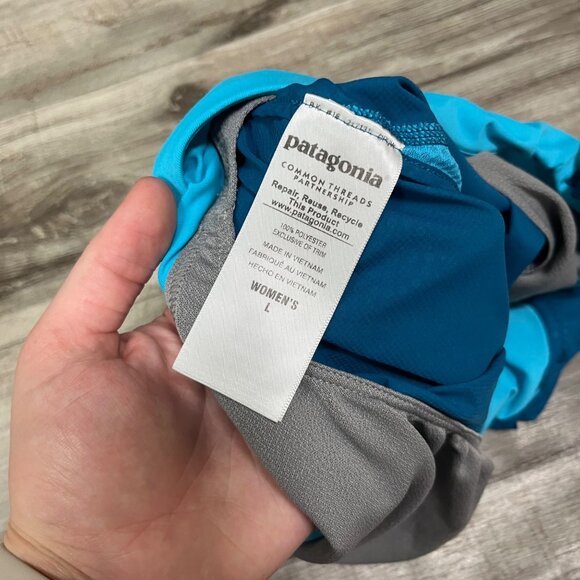 patagonia
COMMON THREADS
PARTNERSHIP
Repair, Reuse, Recycle
This Product
www.patagonia.com
100% POLYESTER
EXCLUSIVE OF TRIM
MADE IN VIETNAM
FABRIQUÉ AU VIETNAM
HECHO EN VIETNAM
WOMEN'S
L